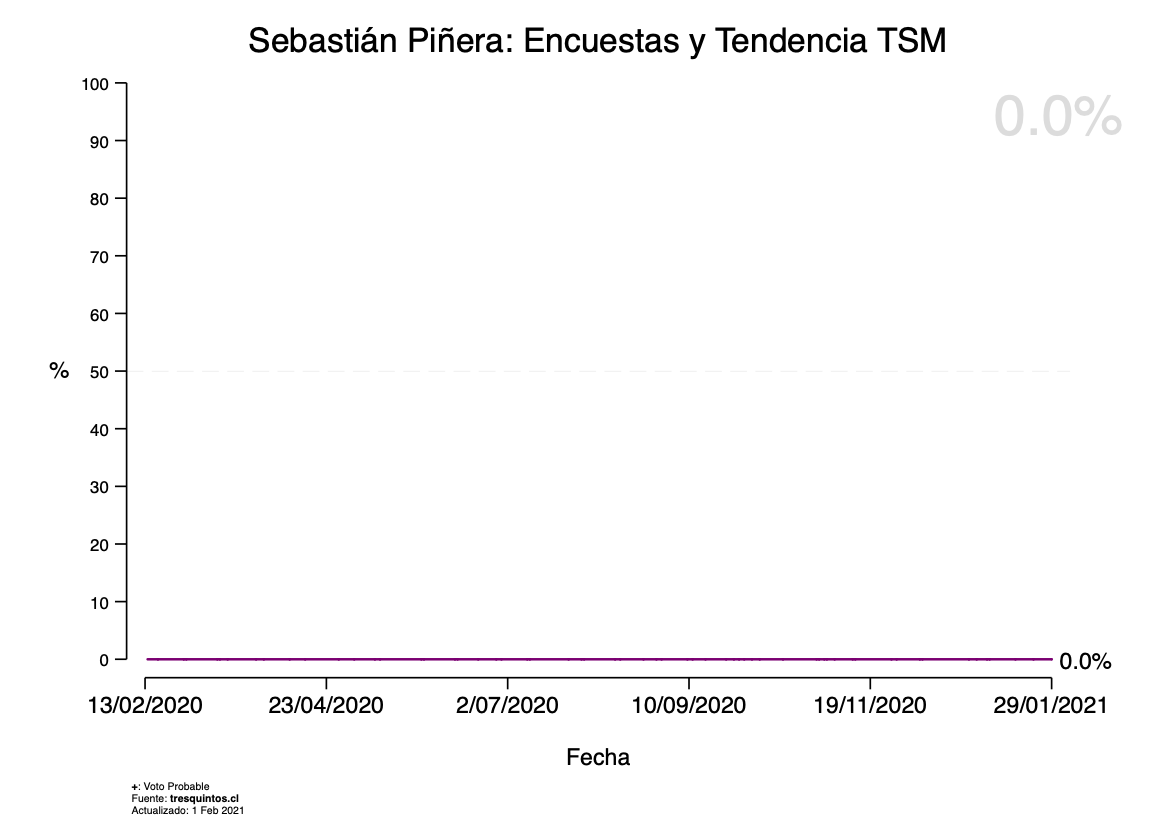 Sebastián Piñera: Encuestas y Tendencia TSM
0.0%
100
90
80
70
60
50
40
30
20
10
0
%
0.0%
13/02/2020 23/04/2020 2/07/2020 10/09/2020 19/11/2020 29/01/2021
Fecha
+: Voto Probable
Fuente: tresquintos.cl
Actualizado: 1 Feb 2021